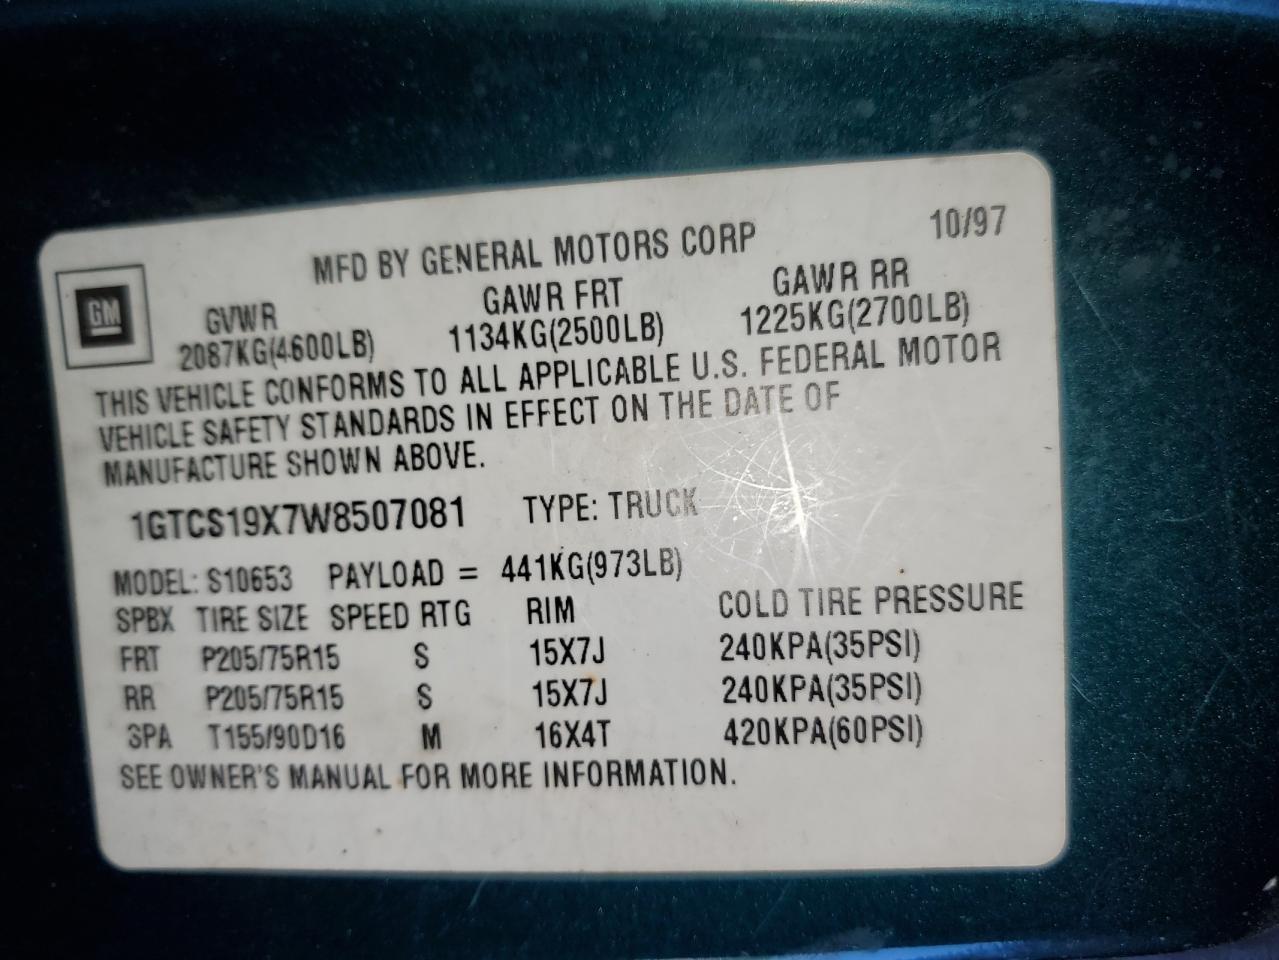 10/97
MFD BY GENERAL MOTORS CORP
GM
GVWR GAWR FRT GAWR RR
2087KG(4600LB) 1134KG(2500LB) 1225KG(2700LB)
THIS VEHICLE CONFORMS TO ALL APPLICABLE U.S. FEDERAL MOTOR
VEHICLE SAFETY STANDARDS IN EFFECT ON THE DATE OF
MANUFACTURE SHOWN ABOVE.
1GTCS19X7W8507081 TYPE: TRUCK
MODEL: S10653 PAYLOAD = 441KG(973LB)
SPBX TIRE SIZE SPEED RTG RIM COLD TIRE PRESSURE
FRT P205/75R15 S 15X7J 240KPA(35PSI)
RR P205/75R15 S 15X7J 240KPA(35PSI)
SPA T155/90D16 M 16X4T 420KPA(60PSI)
SEE OWNER'S MANUAL FOR MORE INFORMATION.